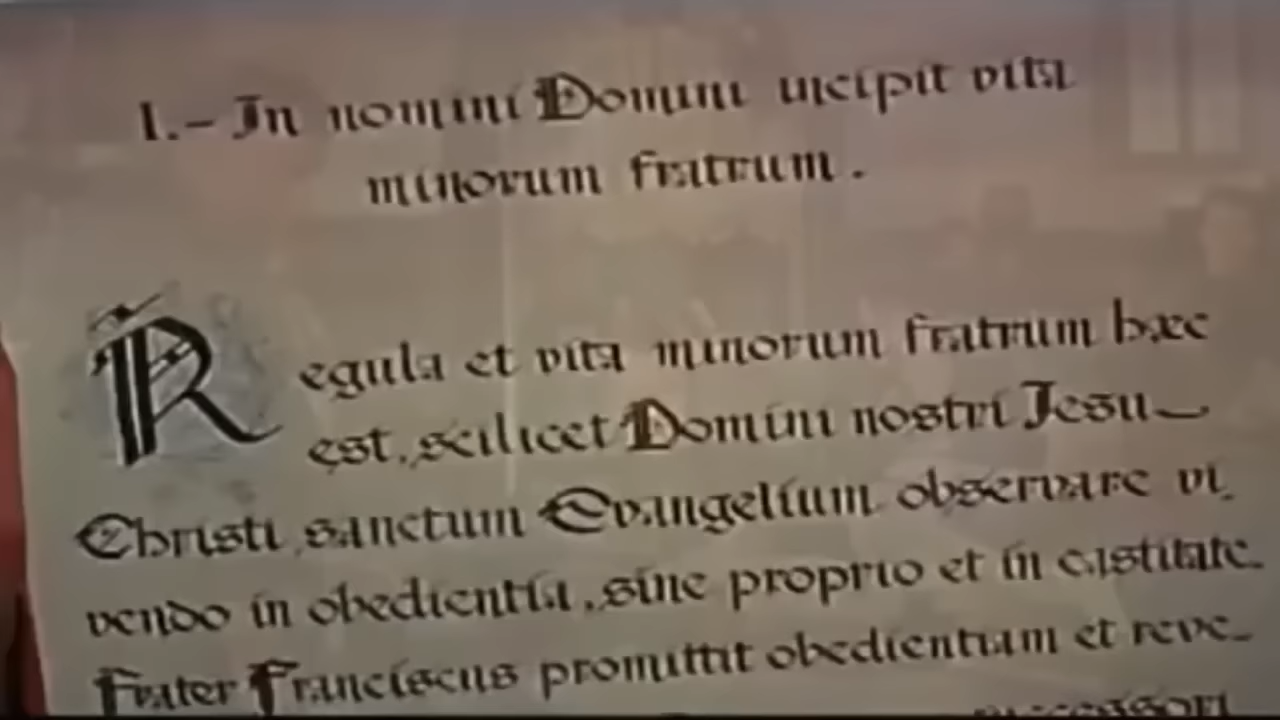 I.-In nomini Domini incipit vita
minorum fratrum.
Regula et vita minorum fratrum hæc
est, scilicet Domini nostri Jesu
Christi, sanctum Evangelium observare vi.
vendo in obedientia, sine proprio et in castitate.
Frater Franciscus promittit obedientiam et reve-